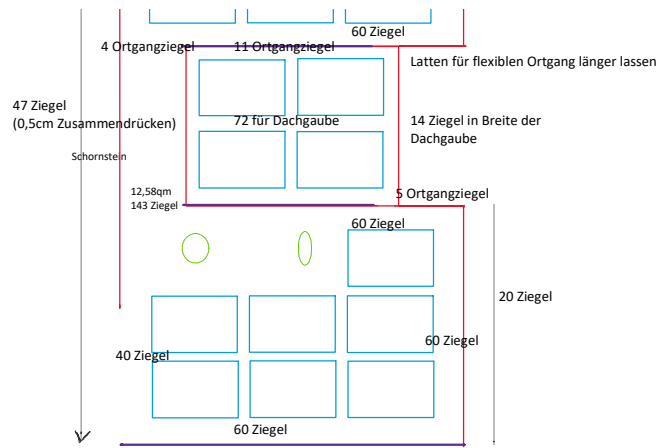 60 Ziegel
4 Ortgangziegel
11 Ortgangziegel
Latten für flexiblen Ortgang länger lassen
47 Ziegel
(0,5cm Zusammendrücken)
72 für Dachgaube
14 Ziegel in Breite der
Dachgaube
Schornstein
12,58qm
143 Ziegel
5 Ortgangziegel
60 Ziegel
20 Ziegel
40 Ziegel
60 Ziegel
60 Ziegel